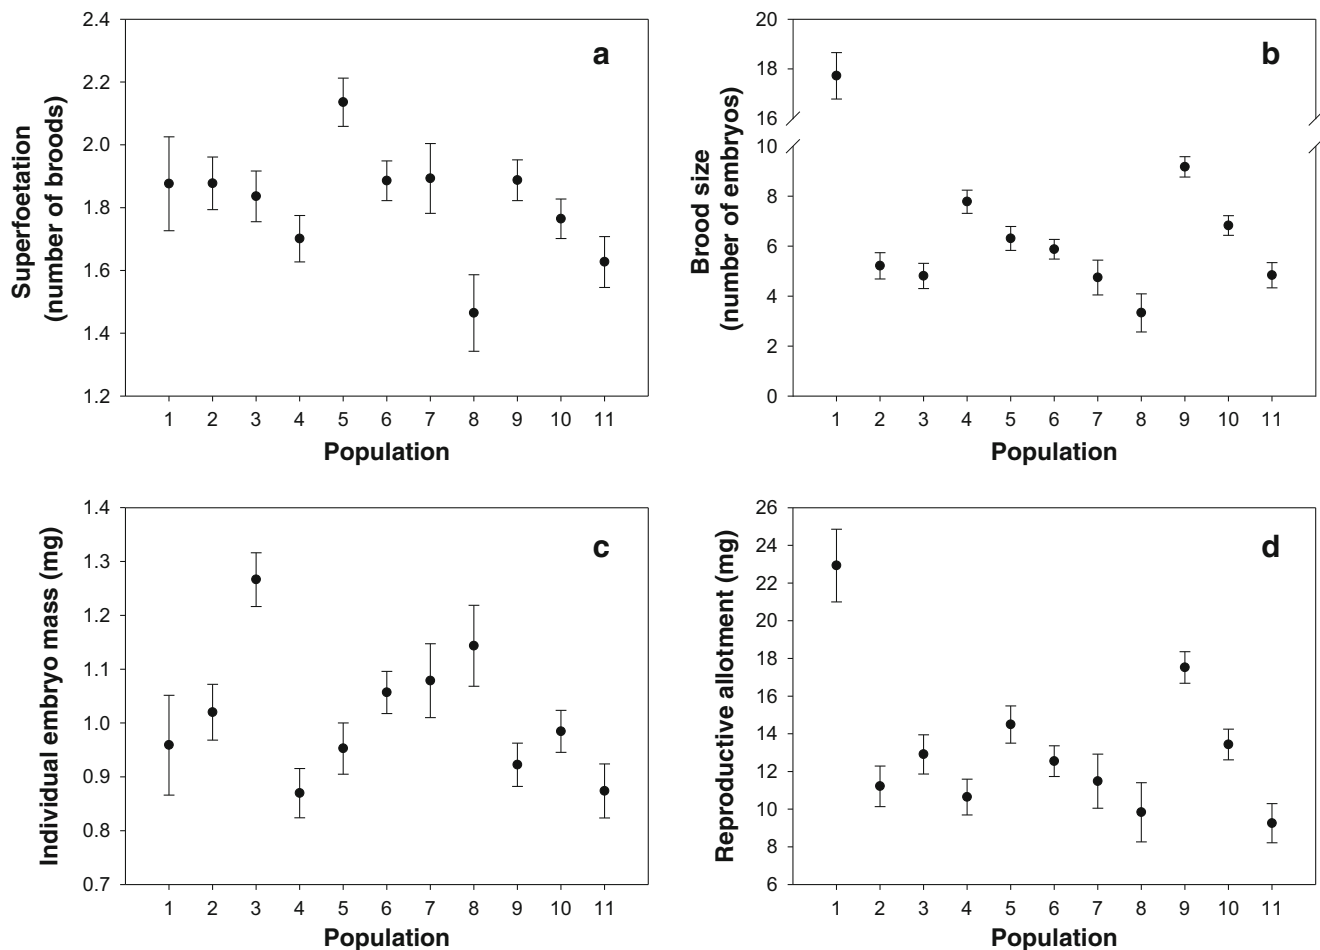 a
Superfoetation
(number of broods)
2.4
2.2
2.0
1.8
1.6
1.4
1.2
1 2 3 4 5 6 7 8 9 10 11
Population
b
Brood size
(number of embryos)
20
18
16
10
8
6
4
2
0
1 2 3 4 5 6 7 8 9 10 11
Population
c
Individual embryo mass (mg)
1.4
1.3
1.2
1.1
1.0
0.9
0.8
0.7
1 2 3 4 5 6 7 8 9 10 11
Population
d
Reproductive allotment (mg)
26
24
22
20
18
16
14
12
10
8
6
1 2 3 4 5 6 7 8 9 10 11
Population